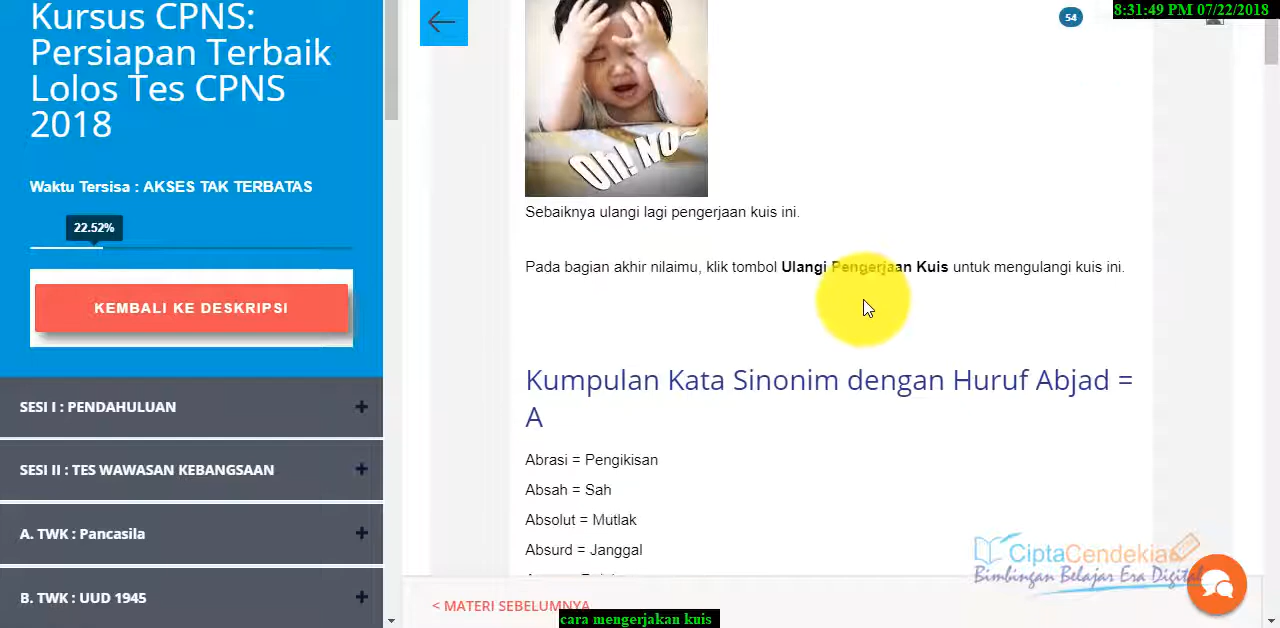 Kursus CPNS:
Persiapan Terbaik
Lolos Tes CPNS
2018
Waktu Tersisa : AKSES TAK TERBATAS
22.52%
KEMBALI KE DESKRIPSI
SESI I : PENDAHULUAN
SESI II : TES WAWASAN KEBANGSAAN
A. TWK : Pancasila
B. TWK : UUD 1945
54
8:31:49 PM 07/22/2018
Oh! NO~
Sebaiknya ulangi lagi pengerjaan kuis ini.
Pada bagian akhir nilaimu, klik tombol Ulangi Pengerjaan Kuis untuk mengulangi kuis ini.
Kumpulan Kata Sinonim dengan Huruf Abjad =
A
Abrasi = Pengikisan
Absah = Sah
Absolut = Mutlak
Absurd = Janggal
CiptaCendekia
Bimbingan Belajar Era Digital
< MATERI SEBELUMNYA
cara mengerjakan kuis